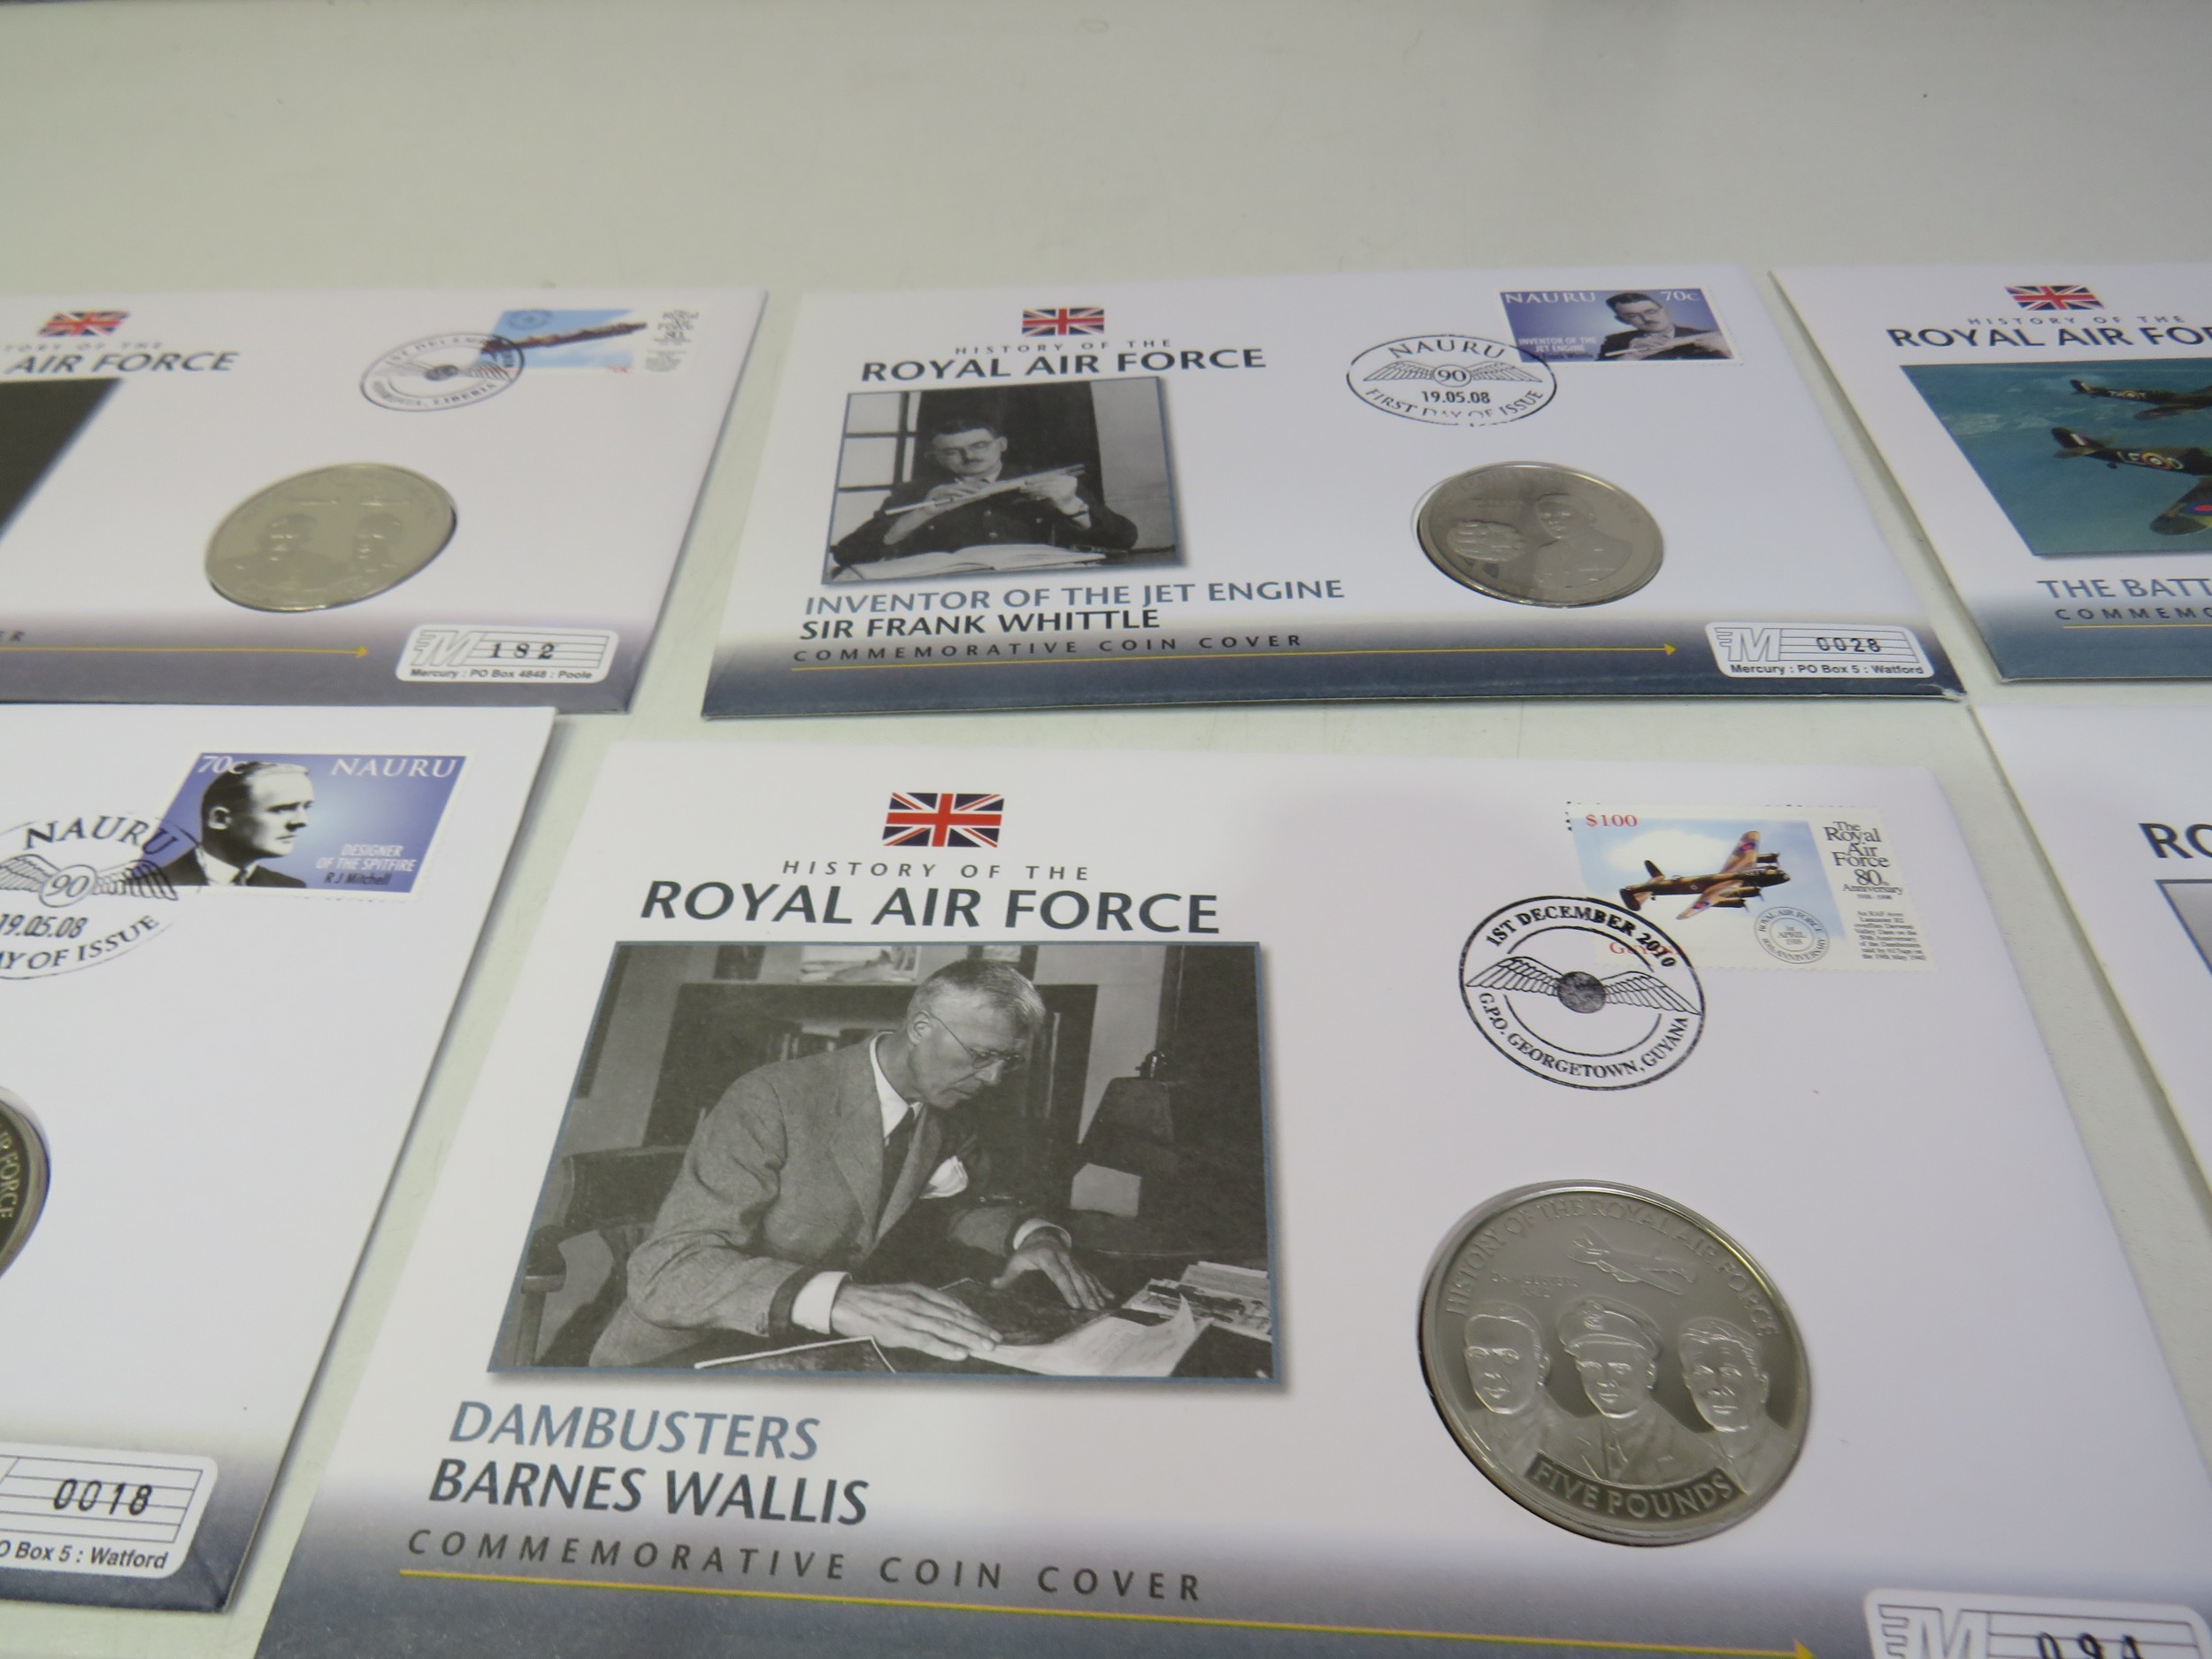 AIR FORCE
182
Mercury : PO Box 4848 : Poole
HISTORY OF THE
ROYAL AIR FORCE
NAURU 70c
INVENTOR OF THE
JET ENGINE
NAURU
90
19.05.08
FIRST DAY OF ISSUE
INVENTOR OF THE JET ENGINE
SIR FRANK WHITTLE
COMMEMORATIVE COIN COVER
M 0028
Mercury : PO Box 5 : Watford
HISTORY OF THE
ROYAL AIR FO
THE BATT
COMMEM
70c NAURU
DESIGNER
OF THE SPITFIRE
R J Mitchell
NAURU
90
19.05.08
Y OF ISSUE
FORCE
0018
O Box 5 : Watford
HISTORY OF THE
ROYAL AIR FORCE
$100
The
Royal
Air
Force
80th
Anniversary
1ST DECEMBER 2010
G.P.O. GEORGETOWN, GUYANA
HISTORY OF THE ROYAL AIR FORCE
FIVE POUNDS
DAMBUSTERS
BARNES WALLIS
COMMEMORATIVE COIN COVER
M
RO